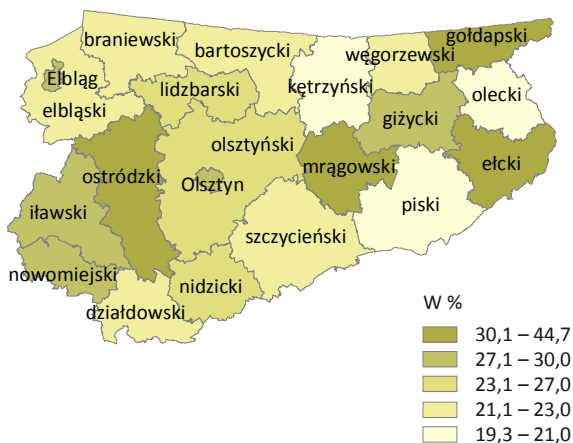 gołdapski
braniewski
bartoszycki
węgorzewski
Elbląg
kętrzyński
lidzbarski
olecki
elbląski
giżycki
olsztyński
mrągowski
ełcki
ostródzki
Olsztyn
iławski
piski
szczycieński
nowomiejski
nidzicki
działdowski
W %
30,1 – 44,7
27,1 – 30,0
23,1 – 27,0
21,1 – 23,0
19,3 – 21,0